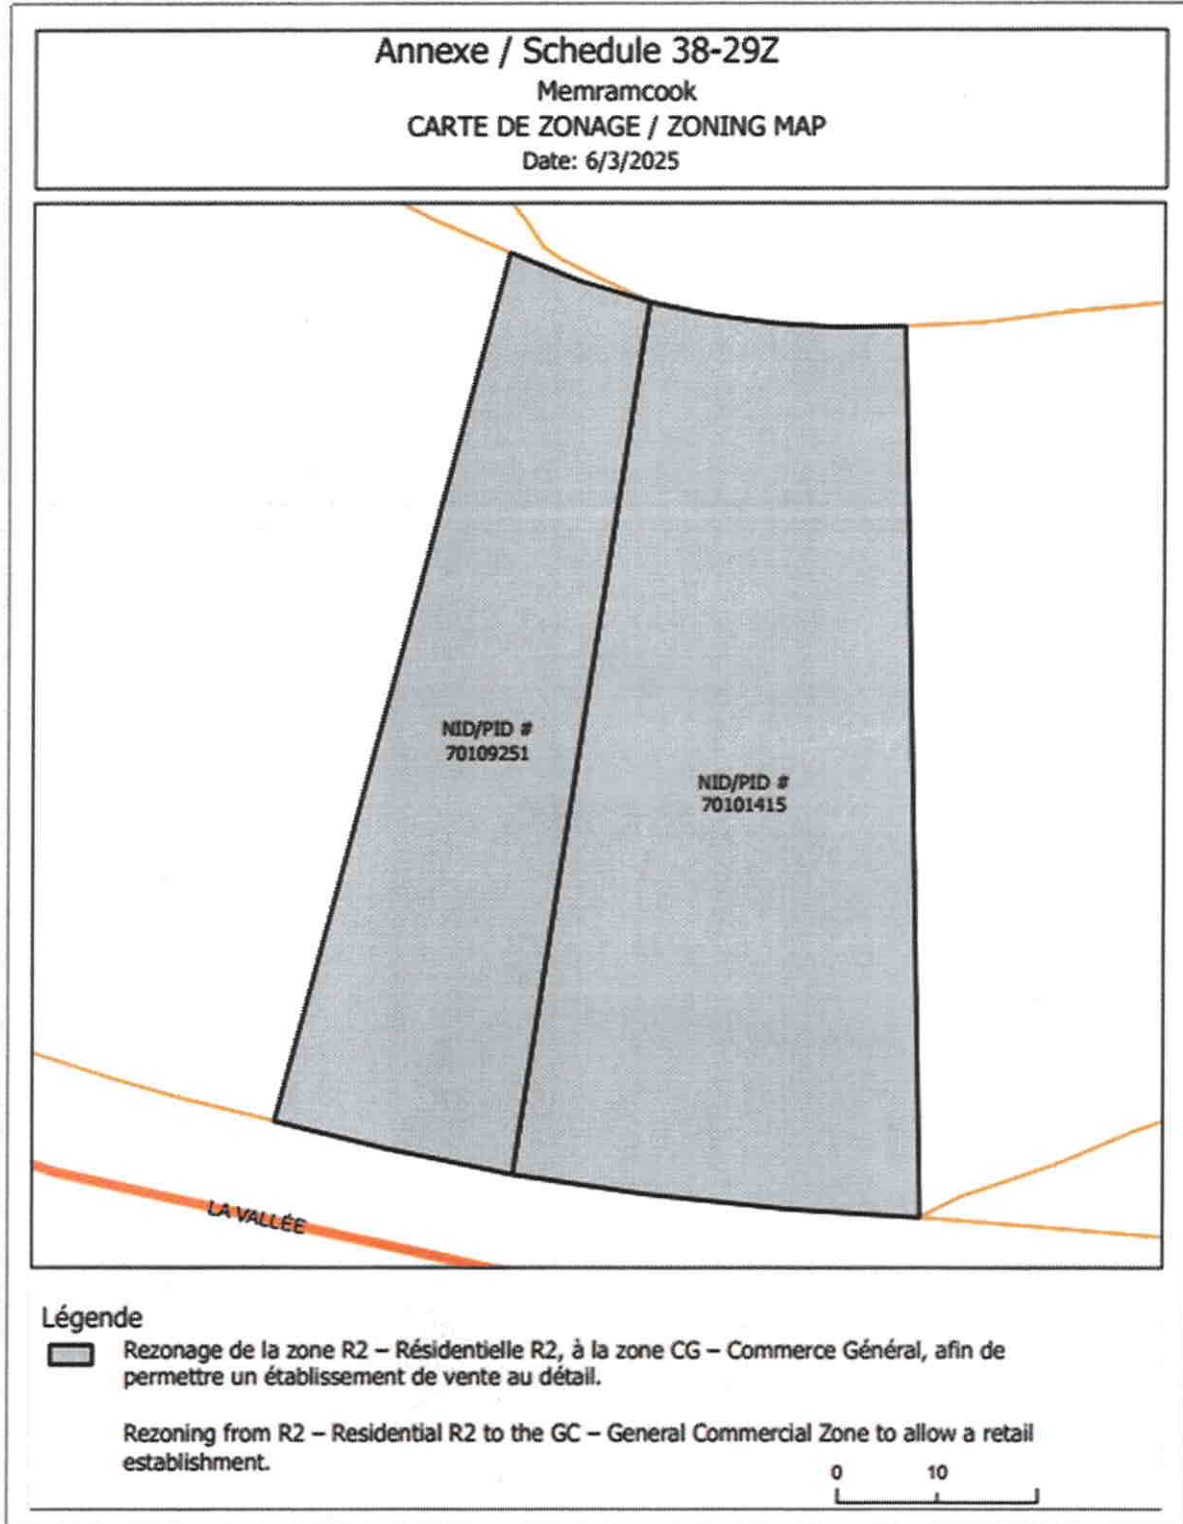 Annexe / Schedule 38-29Z
Memramcook
CARTE DE ZONAGE / ZONING MAP
Date: 6/3/2025
NID/PID #
70109251
NID/PID #
70101415
LA VALLÉE
Légende
Rezonage de la zone R2 – Résidentielle R2, à la zone CG – Commerce Général, afin de
permettre un établissement de vente au détail.
Rezoning from R2 – Residential R2 to the GC – General Commercial Zone to allow a retail
establishment.
0 10